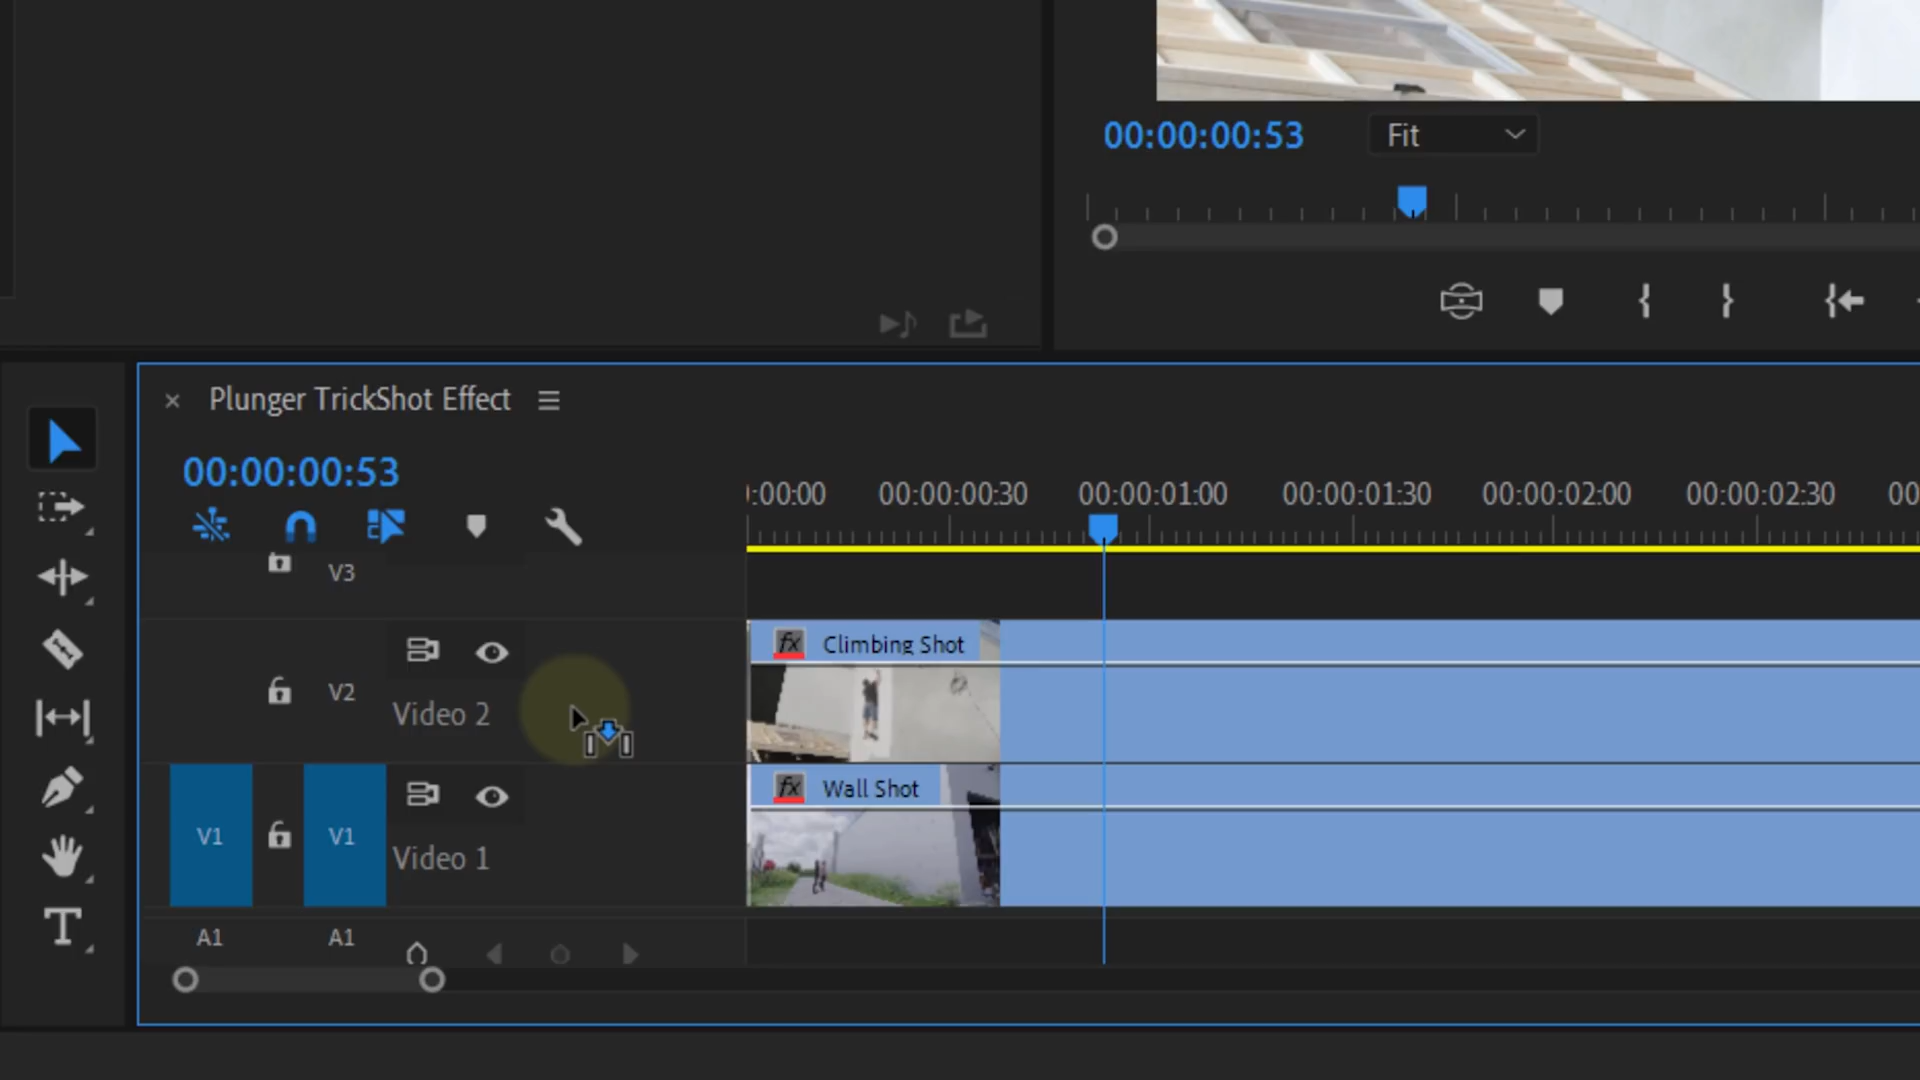 00:00:00:53 Fit
Plunger TrickShot Effect
00:00:00:53
:00:00 00:00:00:30 00:00:01:00 00:00:01:30 00:00:02:00 00:00:02:30 00
V3
fx Climbing Shot
V2
Video 2
fx Wall Shot
V1 V1
Video 1
A1 A1